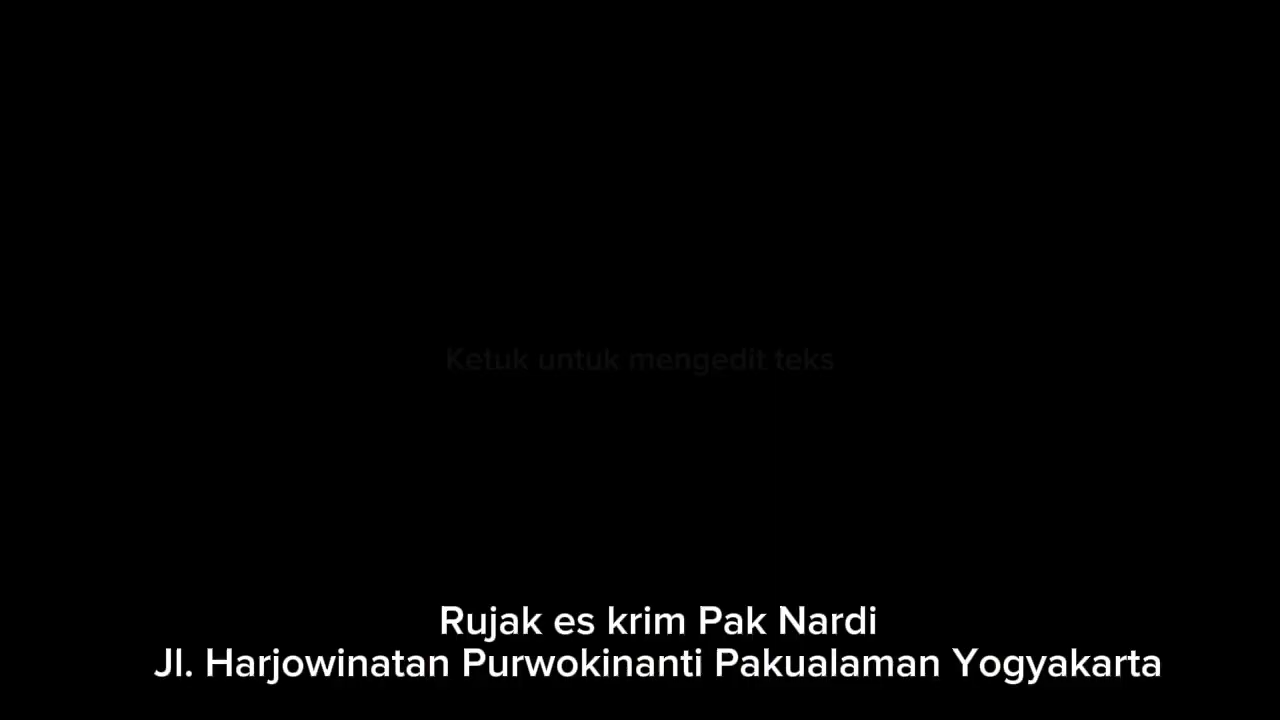 Ketuk untuk mengedit teks
Rujak es krim Pak Nardi
Jl. Harjowinatan Purwokinanti Pakualaman Yogyakarta